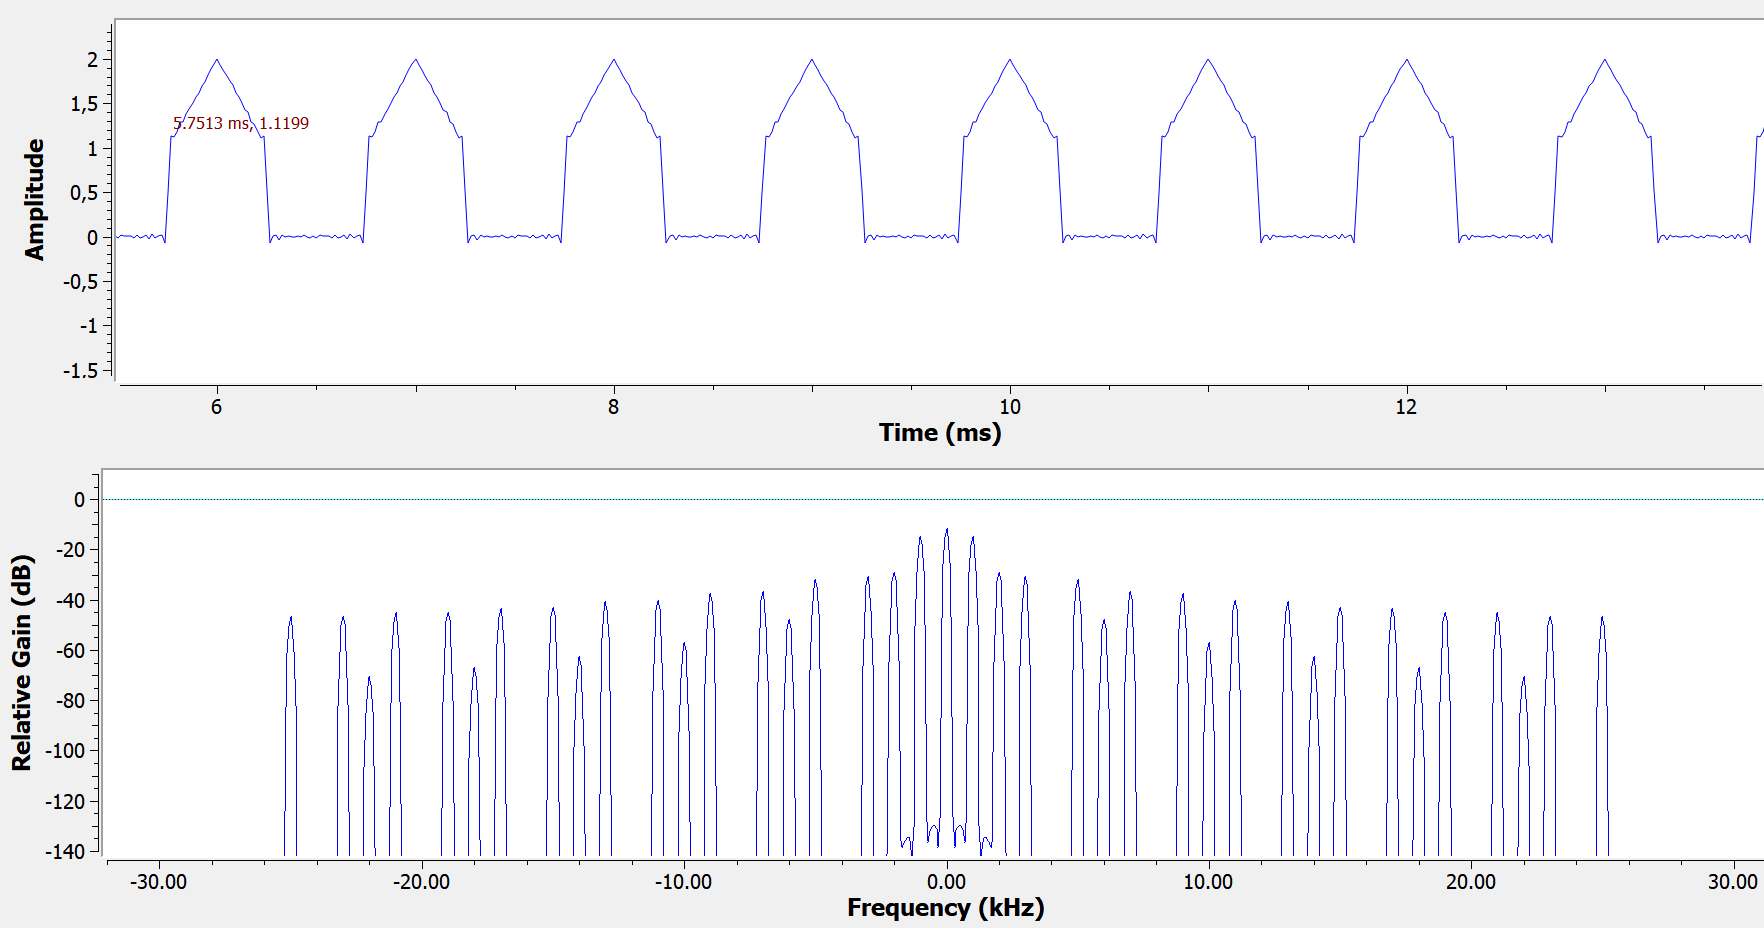 2
1,5
5.7513 ms, 1.1199
1
0,5
0
-0,5
-1
-1.5
Amplitude
6 8 10 12
Time (ms)
0
-20
-40
-60
-80
-100
-120
-140
Relative Gain (dB)
-30.00 -20.00 -10.00 0.00 10.00 20.00 30.00
Frequency (kHz)